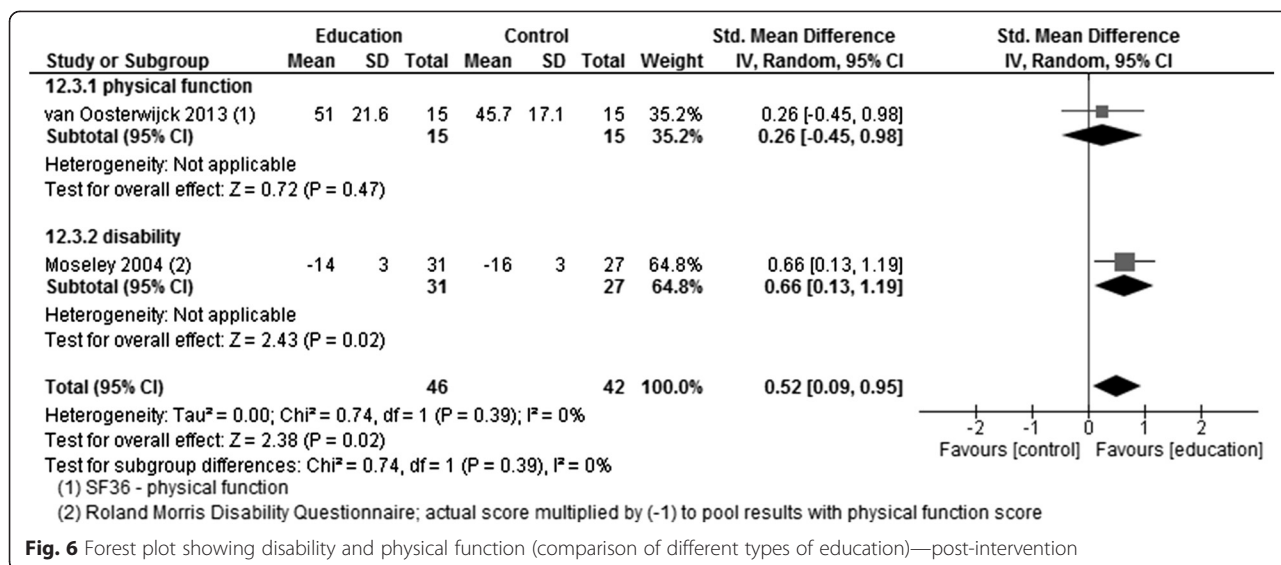 Education Control Std. Mean Difference Std. Mean Difference
Study or Subgroup Mean SD Total Mean SD Total Weight IV, Random, 95% CI IV, Random, 95% CI
12.3.1 physical function
van Oosterwijck 2013 (1) 51 21.6 15 45.7 17.1 15 35.2% 0.26 [-0.45, 0.98]
Subtotal (95% CI) 15 15 35.2% 0.26 [-0.45, 0.98]
Heterogeneity: Not applicable
Test for overall effect: Z = 0.72 (P = 0.47)
12.3.2 disability
Moseley 2004 (2) -14 3 31 -16 3 27 64.8% 0.66 [0.13, 1.19]
Subtotal (95% CI) 31 27 64.8% 0.66 [0.13, 1.19]
Heterogeneity: Not applicable
Test for overall effect: Z = 2.43 (P = 0.02)
Total (95% CI) 46 42 100.0% 0.52 [0.09, 0.95]
Heterogeneity: Tau² = 0.00; Chi² = 0.74, df = 1 (P = 0.39); I² = 0%
Test for overall effect: Z = 2.38 (P = 0.02)
Test for subgroup differences: Chi² = 0.74, df = 1 (P = 0.39), I² = 0%
-2 -1 0 1 2
Favours [control] Favours [education]
(1) SF36 - physical function
(2) Roland Morris Disability Questionnaire; actual score multiplied by (-1) to pool results with physical function score
Fig. 6 Forest plot showing disability and physical function (comparison of different types of education)—post-intervention